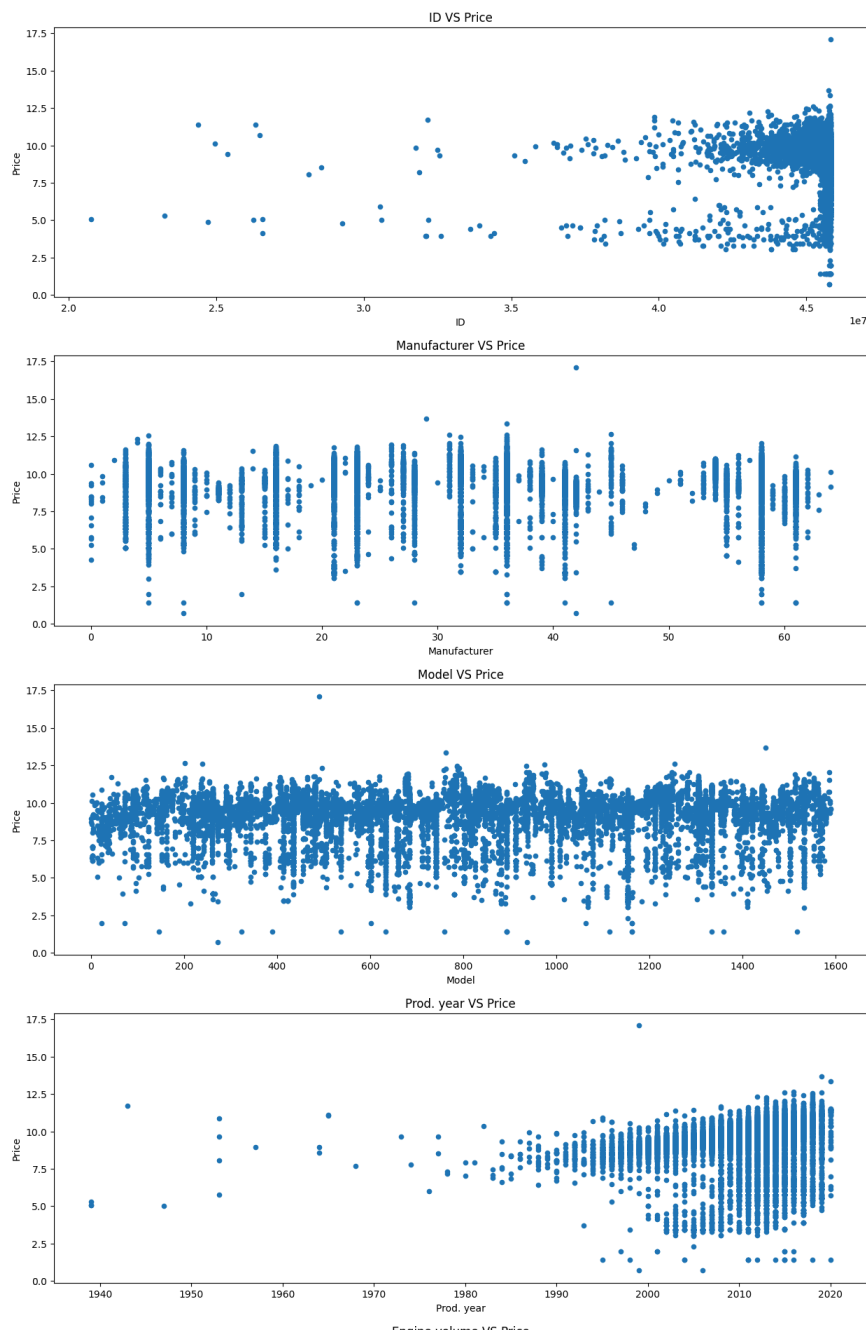 ID VS Price
17.5
15.0
12.5
10.0
7.5
5.0
2.5
0.0
Price
2.0 2.5 3.0 3.5 4.0 4.5
1e7
ID
Manufacturer VS Price
17.5
15.0
12.5
10.0
7.5
5.0
2.5
0.0
Price
0 10 20 30 40 50 60
Manufacturer
Model VS Price
17.5
15.0
12.5
10.0
7.5
5.0
2.5
0.0
Price
0 200 400 600 800 1000 1200 1400 1600
Model
Prod. year VS Price
17.5
15.0
12.5
10.0
7.5
5.0
2.5
0.0
Price
1940 1950 1960 1970 1980 1990 2000 2010 2020
Prod. year
Engine volume VS Price